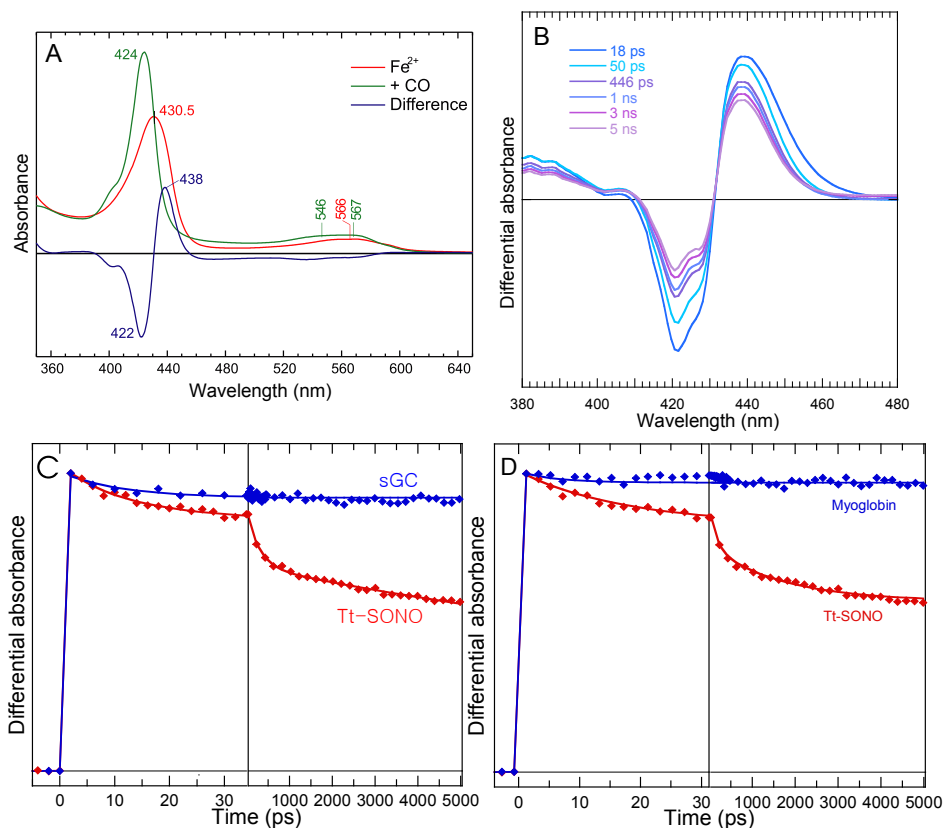 A
424
430.5
438
422
546
566
567
Fe2+
+ CO
Difference
Absorbance
350
400
440
480
520
560
600
640
Wavelength (nm)
B
18 ps
50 ps
446 ps
1 ns
3 ns
5 ns
Differential absorbance
380
400
420
440
460
480
Wavelength (nm)
C
sGC
Tt-SONO
Differential absorbance
0
10
20
30
1000 2000 3000 4000 5000
Time (ps)
D
Myoglobin
Tt-SONO
Differential absorbance
0
10
20
30
1000 2000 3000 4000 5000
Time (ps)